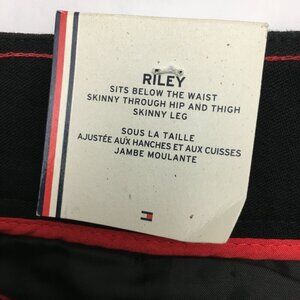 RILEY
SITS BELOW THE WAIST
SKINNY THROUGH HIP AND THIGH
SKINNY LEG
SOUS LA TAILLE
AJUSTÉE AUX HANCHES ET AUX CUISSES
JAMBE MOULANTE